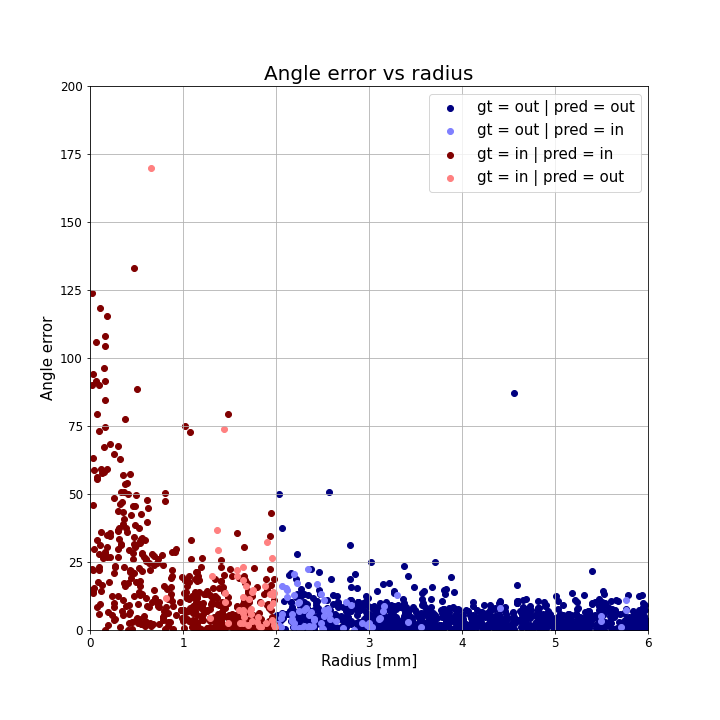 Angle error vs radius
200
175
150
125
100
75
50
25
0
Angle error
gt = out | pred = out
gt = out | pred = in
gt = in | pred = in
gt = in | pred = out
0 1 2 3 4 5 6
Radius [mm]